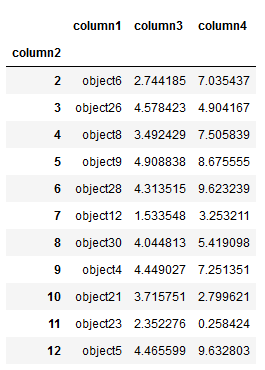 column1 column3 column4
column2
2 object6 2.744185 7.035437
3 object26 4.578423 4.904167
4 object8 3.492429 7.505839
5 object9 4.908838 8.675555
6 object28 4.313515 9.623239
7 object12 1.533548 3.253211
8 object30 4.044813 5.419098
9 object4 4.449027 7.251351
10 object21 3.715751 2.799621
11 object23 2.352276 0.258424
12 object5 4.465599 9.632803